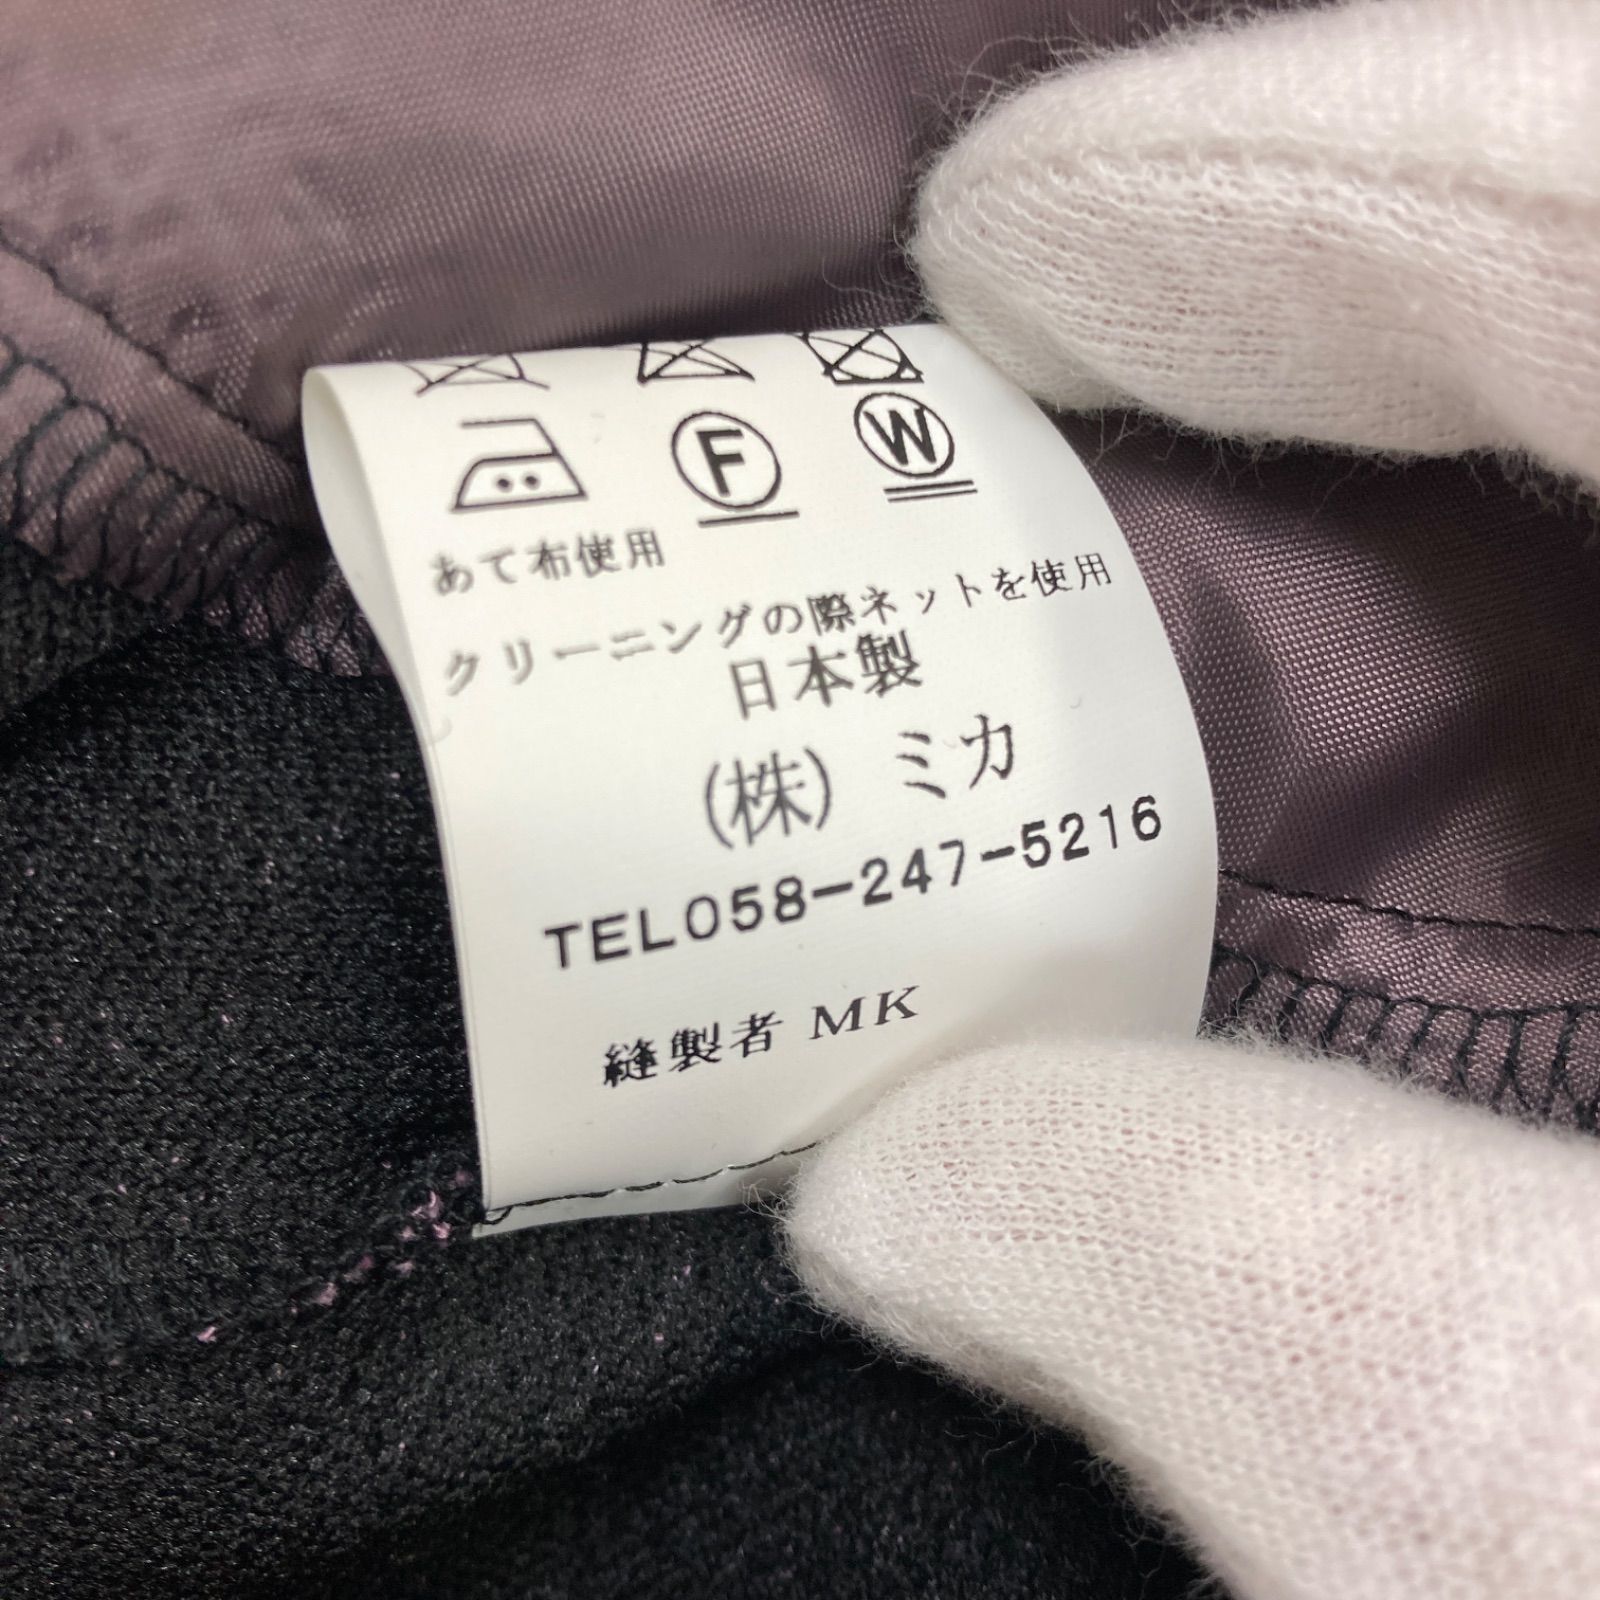 F W
あて布使用
クリーニングの際ネットを使用
日本製
(株) ミカ
TEL058-247-5216
縫製者 MK